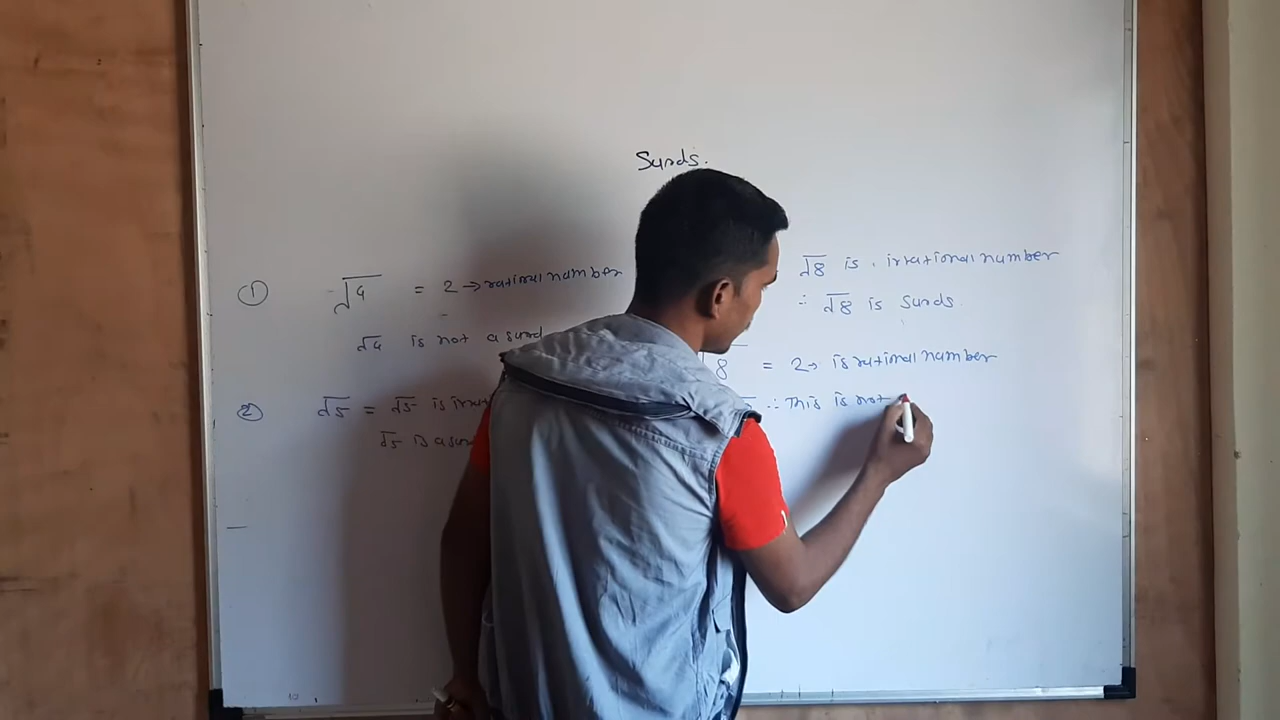 Surds.
① √4 = 2 → rational number
√4 is not a surd
② √5 = √5 is
√5 is a
√8 is irrational number
∴ √8 is Surds.
√8 = 2 → is rational number
∴ This is not